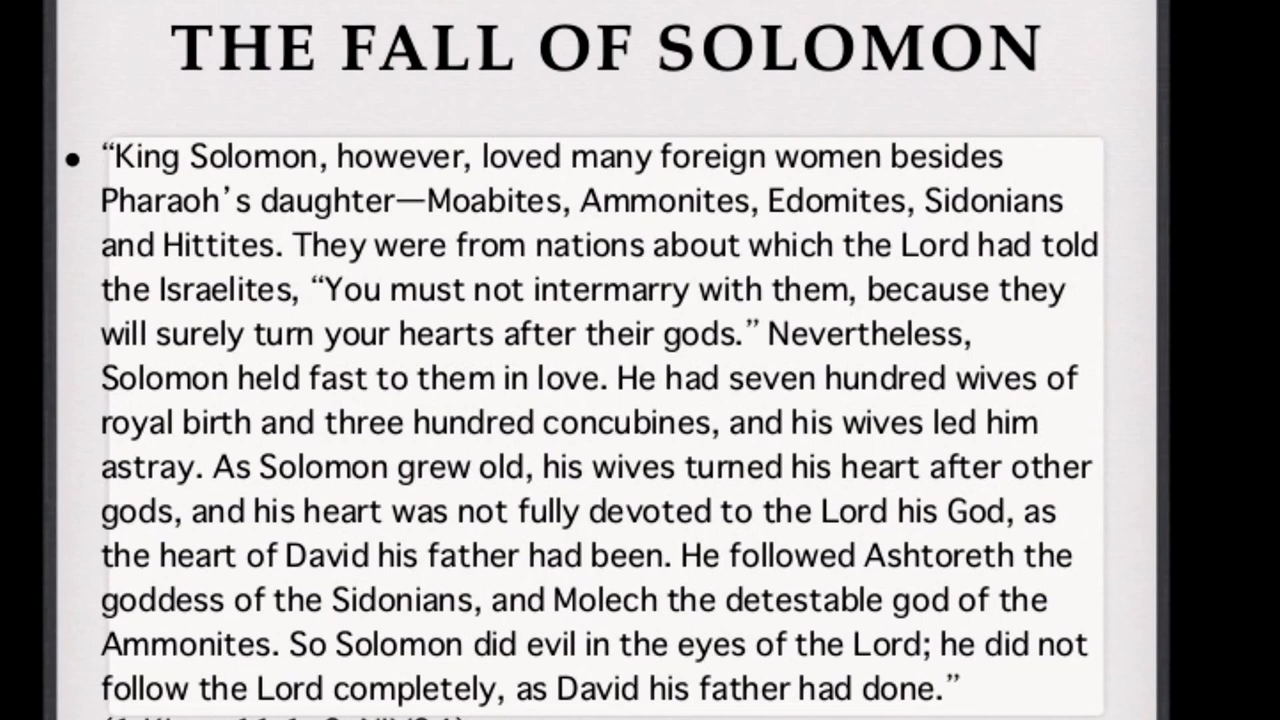 THE FALL OF SOLOMON
• “King Solomon, however, loved many foreign women besides
Pharaoh’s daughter—Moabites, Ammonites, Edomites, Sidonians
and Hittites. They were from nations about which the Lord had told
the Israelites, “You must not intermarry with them, because they
will surely turn your hearts after their gods.” Nevertheless,
Solomon held fast to them in love. He had seven hundred wives of
royal birth and three hundred concubines, and his wives led him
astray. As Solomon grew old, his wives turned his heart after other
gods, and his heart was not fully devoted to the Lord his God, as
the heart of David his father had been. He followed Ashtoreth the
goddess of the Sidonians, and Molech the detestable god of the
Ammonites. So Solomon did evil in the eyes of the Lord; he did not
follow the Lord completely, as David his father had done.”